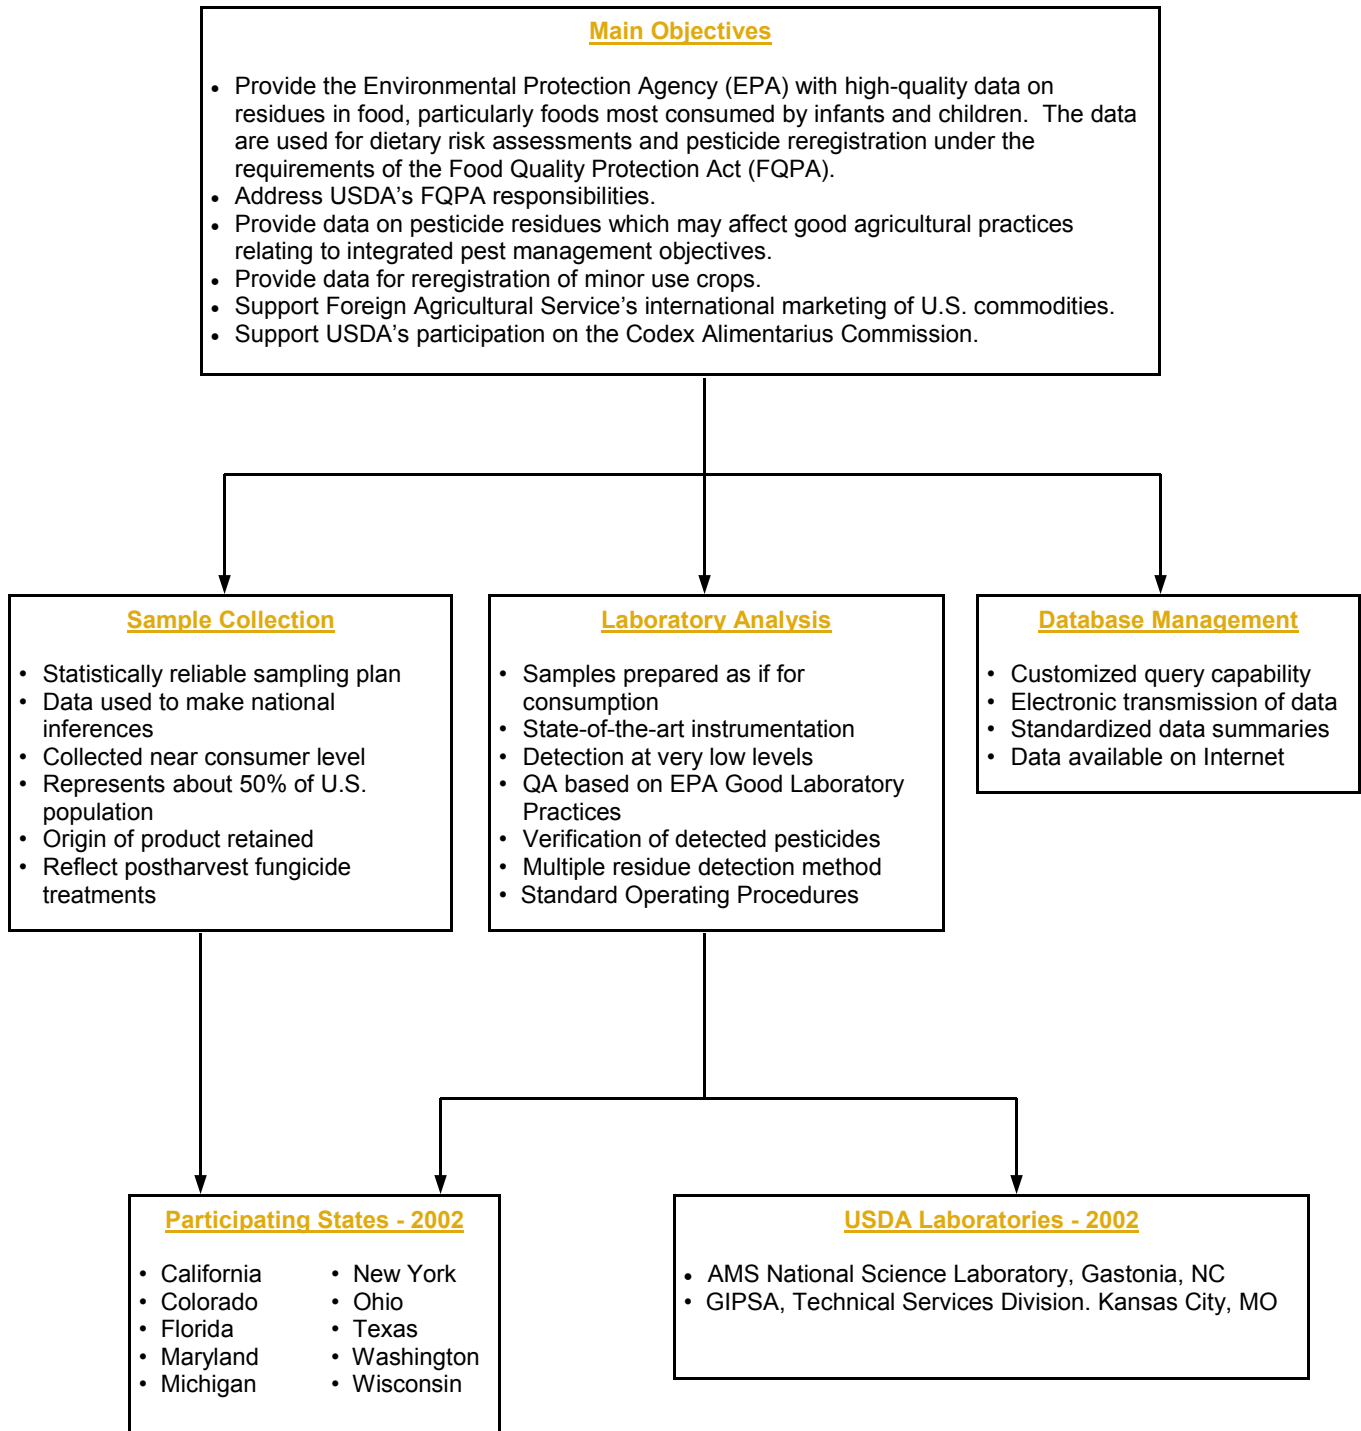 Main Objectives
• Provide the Environmental Protection Agency (EPA) with high-quality data on
residues in food, particularly foods most consumed by infants and children.  The data
are used for dietary risk assessments and pesticide reregistration under the
requirements of the Food Quality Protection Act (FQPA).
• Address USDA’s FQPA responsibilities.
• Provide data on pesticide residues which may affect good agricultural practices
relating to integrated pest management objectives.
• Provide data for reregistration of minor use crops.
• Support Foreign Agricultural Service’s international marketing of U.S. commodities.
• Support USDA’s participation on the Codex Alimentarius Commission.
Sample Collection
• Statistically reliable sampling plan
• Data used to make national
inferences
• Collected near consumer level
• Represents about 50% of U.S.
population
• Origin of product retained
• Reflect postharvest fungicide
treatments
Laboratory Analysis
• Samples prepared as if for
consumption
• State-of-the-art instrumentation
• Detection at very low levels
• QA based on EPA Good Laboratory
Practices
• Verification of detected pesticides
• Multiple residue detection method
• Standard Operating Procedures
Database Management
• Customized query capability
• Electronic transmission of data
• Standardized data summaries
• Data available on Internet
Participating States - 2002
• California
• Colorado
• Florida
• Maryland
• Michigan
• New York
• Ohio
• Texas
• Washington
• Wisconsin
USDA Laboratories - 2002
• AMS National Science Laboratory, Gastonia, NC
• GIPSA, Technical Services Division. Kansas City, MO